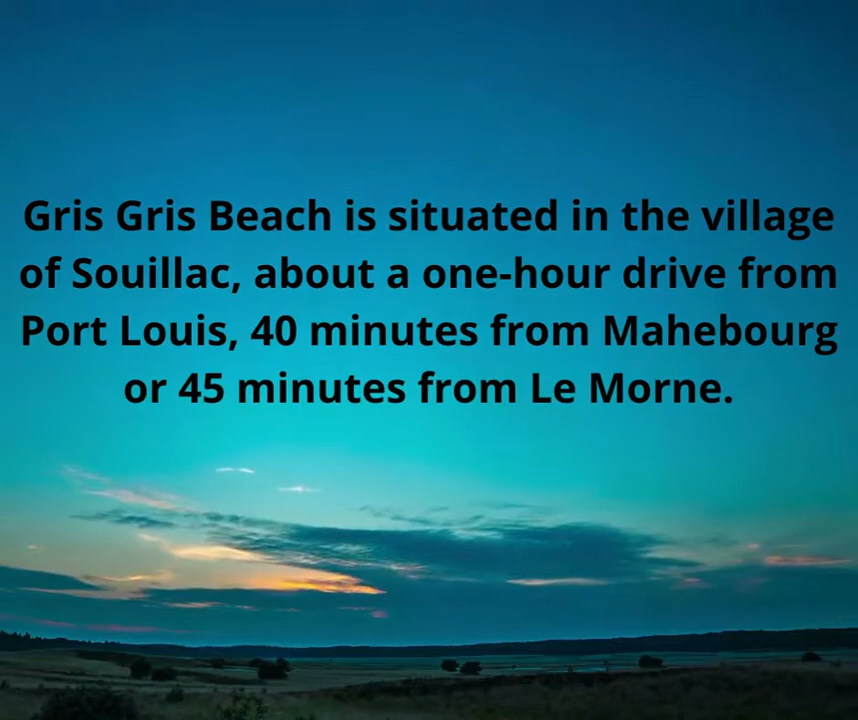 Gris Gris Beach is situated in the village
of Souillac, about a one-hour drive from
Port Louis, 40 minutes from Mahebourg
or 45 minutes from Le Morne.